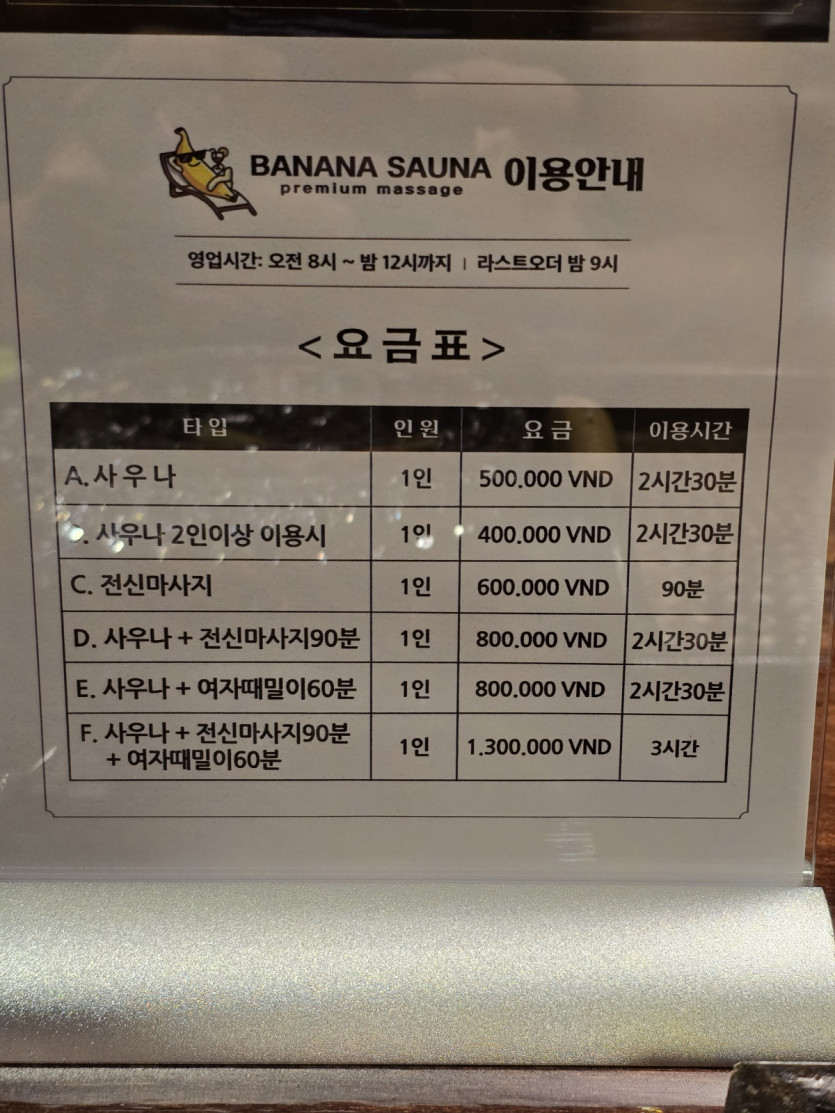 BANANA SAUNA 이용안내
premium massage
영업시간: 오전 8시 ~ 밤 12시까지 | 라스트오더 밤 9시
<요금표>
타입 인원 요금 이용시간
A. 사우나 1인 500.000 VND 2시간30분
사우나 2인이상 이용시 1인 400.000 VND 2시간30분
C. 전신마사지 1인 600.000 VND 90분
D. 사우나 + 전신마사지90분 1인 800.000 VND 2시간30분
E. 사우나 + 여자때밀이60분 1인 800.000 VND 2시간30분
F. 사우나 + 전신마사지90분
+ 여자때밀이60분 1인 1.300.000 VND 3시간